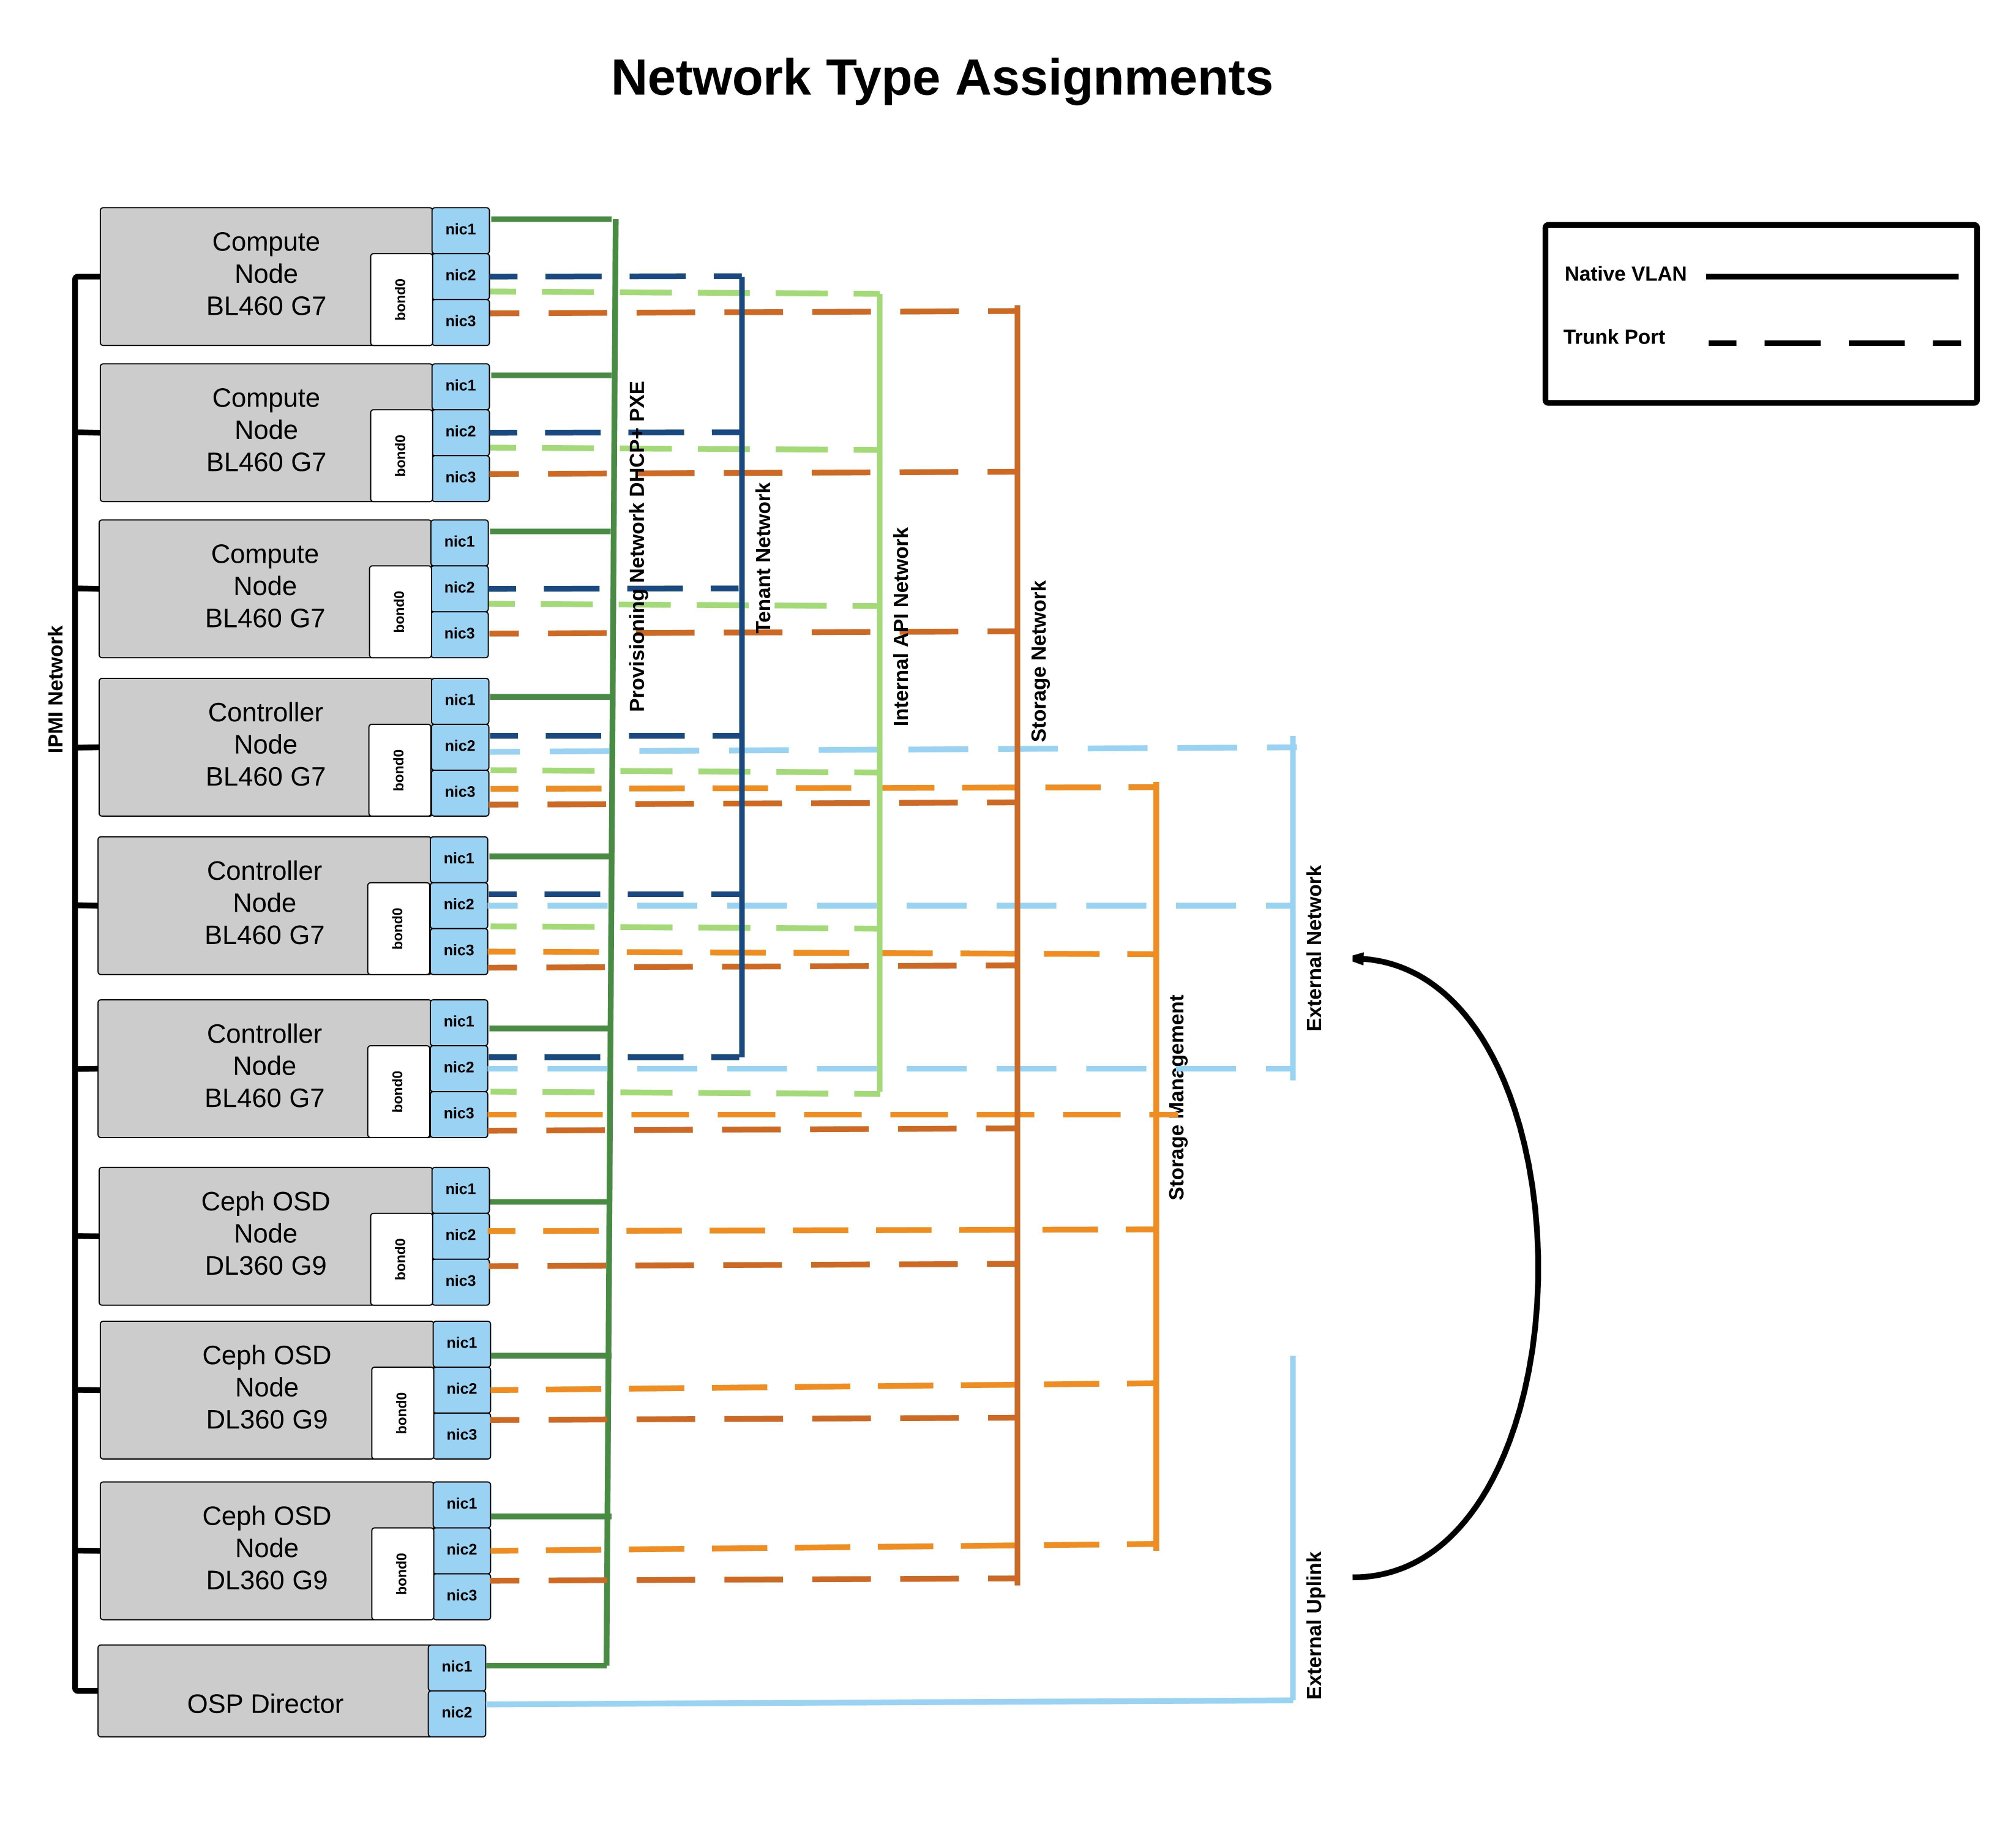 Network Type Assignments
Native VLAN
Trunk Port
IPMI Network
Compute
Node
BL460 G7
bond0
nic1
nic2
nic3
Compute
Node
BL460 G7
bond0
nic1
nic2
nic3
Compute
Node
BL460 G7
bond0
nic1
nic2
nic3
Controller
Node
BL460 G7
bond0
nic1
nic2
nic3
Controller
Node
BL460 G7
bond0
nic1
nic2
nic3
Controller
Node
BL460 G7
bond0
nic1
nic2
nic3
Ceph OSD
Node
DL360 G9
bond0
nic1
nic2
nic3
Ceph OSD
Node
DL360 G9
bond0
nic1
nic2
nic3
Ceph OSD
Node
DL360 G9
bond0
nic1
nic2
nic3
OSP Director
nic1
nic2
Provisioning Network DHCP+ PXE
Tenant Network
Internal API Network
Storage Network
Storage Management
External Network
External Uplink